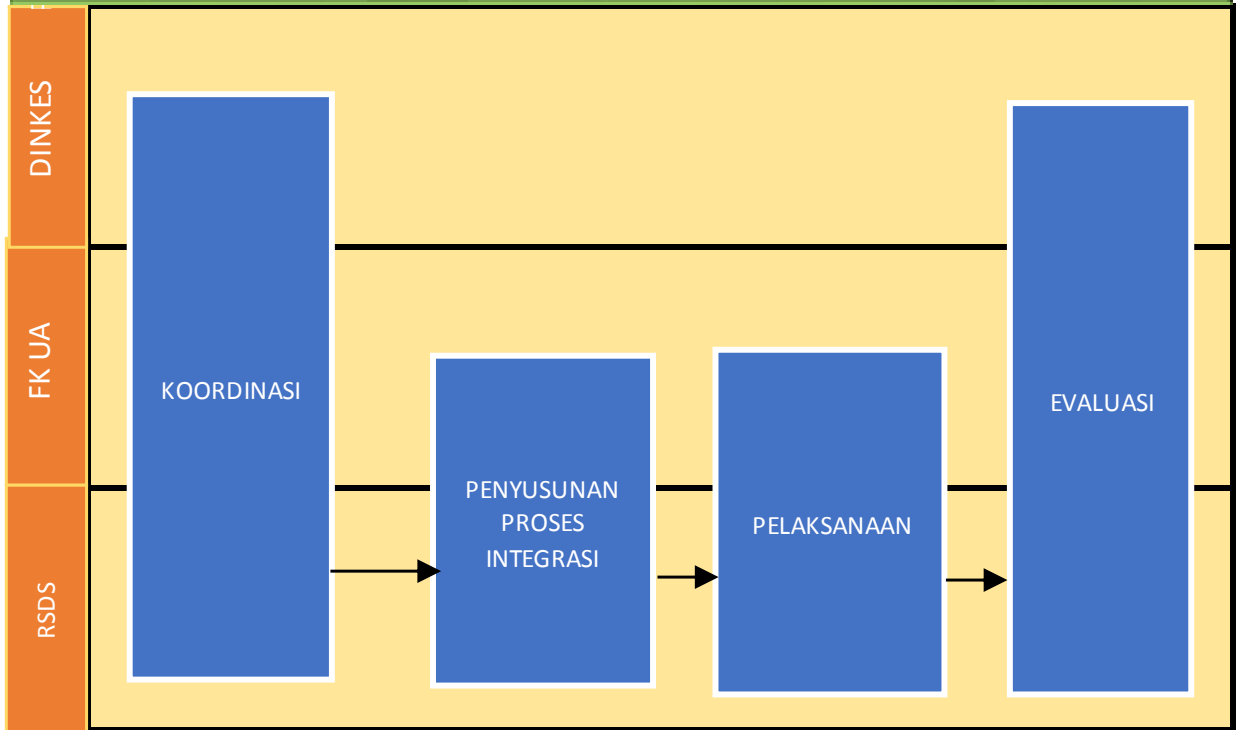 DINKES
FK UA
RSDS
KOORDINASI
PENYUSUNAN
PROSES
INTEGRASI
PELAKSANAAN
EVALUASI